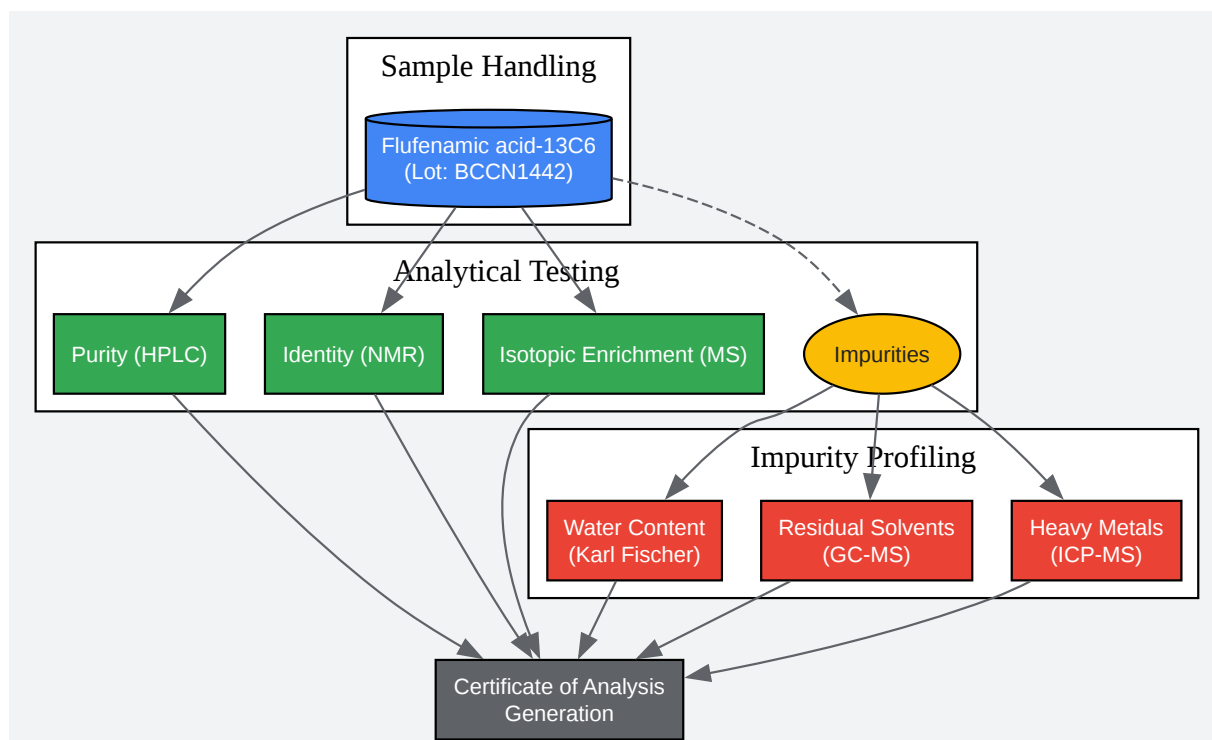 Sample Handling
Flufenamic acid-13C6
(Lot: BCCN1442)
Analytical Testing
Purity (HPLC)
Identity (NMR)
Isotopic Enrichment (MS)
Impurities
Impurity Profiling
Water Content
(Karl Fischer)
Residual Solvents
(GC-MS)
Heavy Metals
(ICP-MS)
Certificate of Analysis
Generation